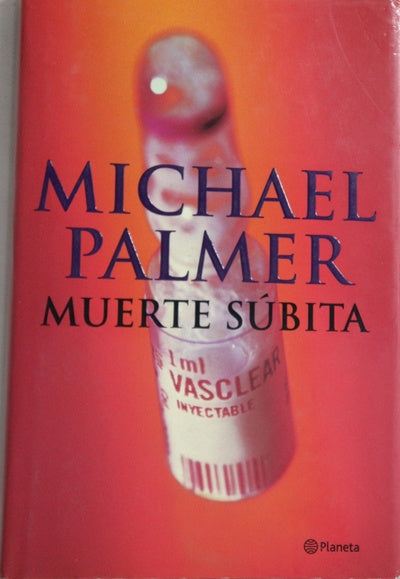 MICHAEL
PALMER
MUERTE SÚBITA
1 ml
VASCLEAR
INYECTABLE
Planeta